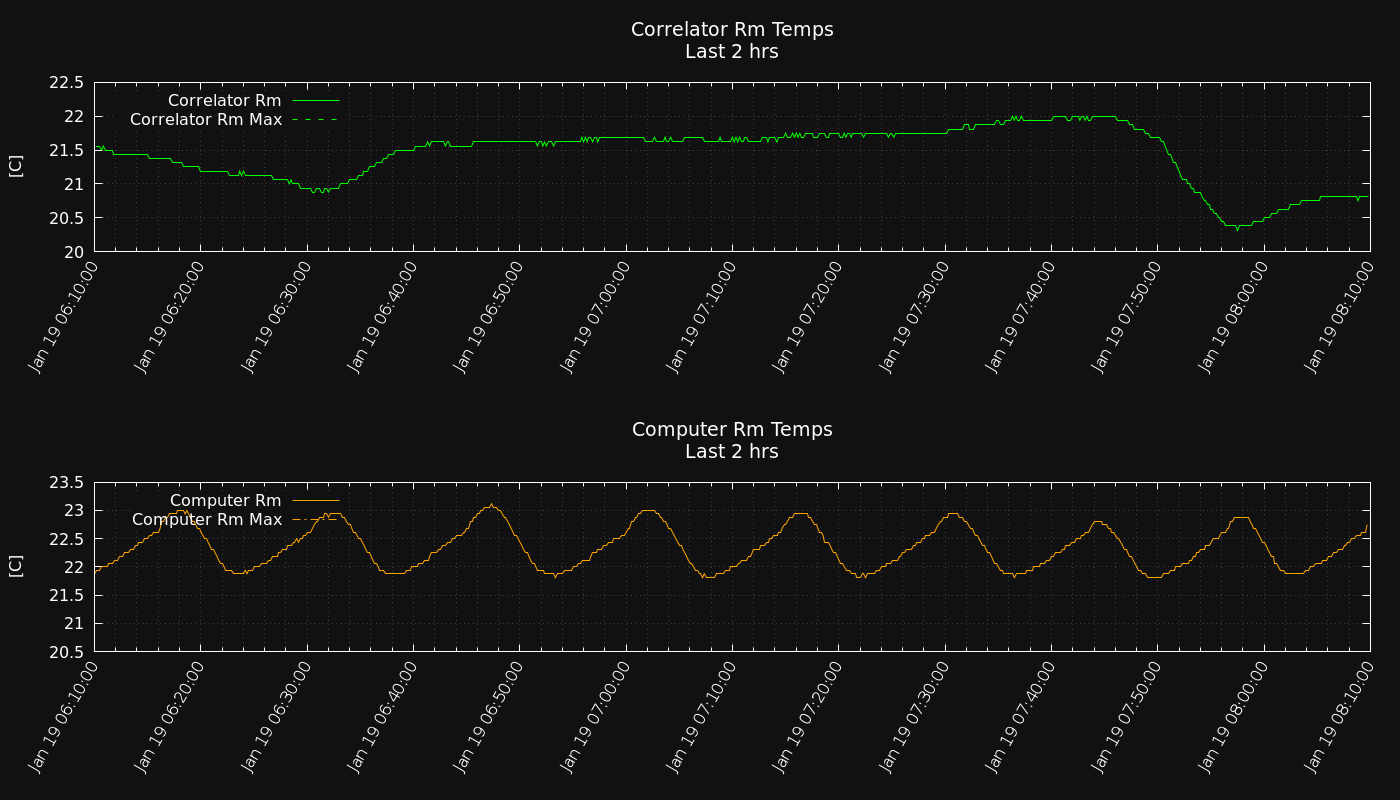 Correlator Rm Temps
Last 2 hrs
22.5
22
21.5
21
20.5
20
[C]
Correlator Rm
Correlator Rm Max
Jan 19 06:10:00
Jan 19 06:20:00
Jan 19 06:30:00
Jan 19 06:40:00
Jan 19 06:50:00
Jan 19 07:00:00
Jan 19 07:10:00
Jan 19 07:20:00
Jan 19 07:30:00
Jan 19 07:40:00
Jan 19 07:50:00
Jan 19 08:00:00
Jan 19 08:10:00
Computer Rm Temps
Last 2 hrs
23.5
23
22.5
22
21.5
21
20.5
[C]
Computer Rm
Computer Rm Max
Jan 19 06:10:00
Jan 19 06:20:00
Jan 19 06:30:00
Jan 19 06:40:00
Jan 19 06:50:00
Jan 19 07:00:00
Jan 19 07:10:00
Jan 19 07:20:00
Jan 19 07:30:00
Jan 19 07:40:00
Jan 19 07:50:00
Jan 19 08:00:00
Jan 19 08:10:00